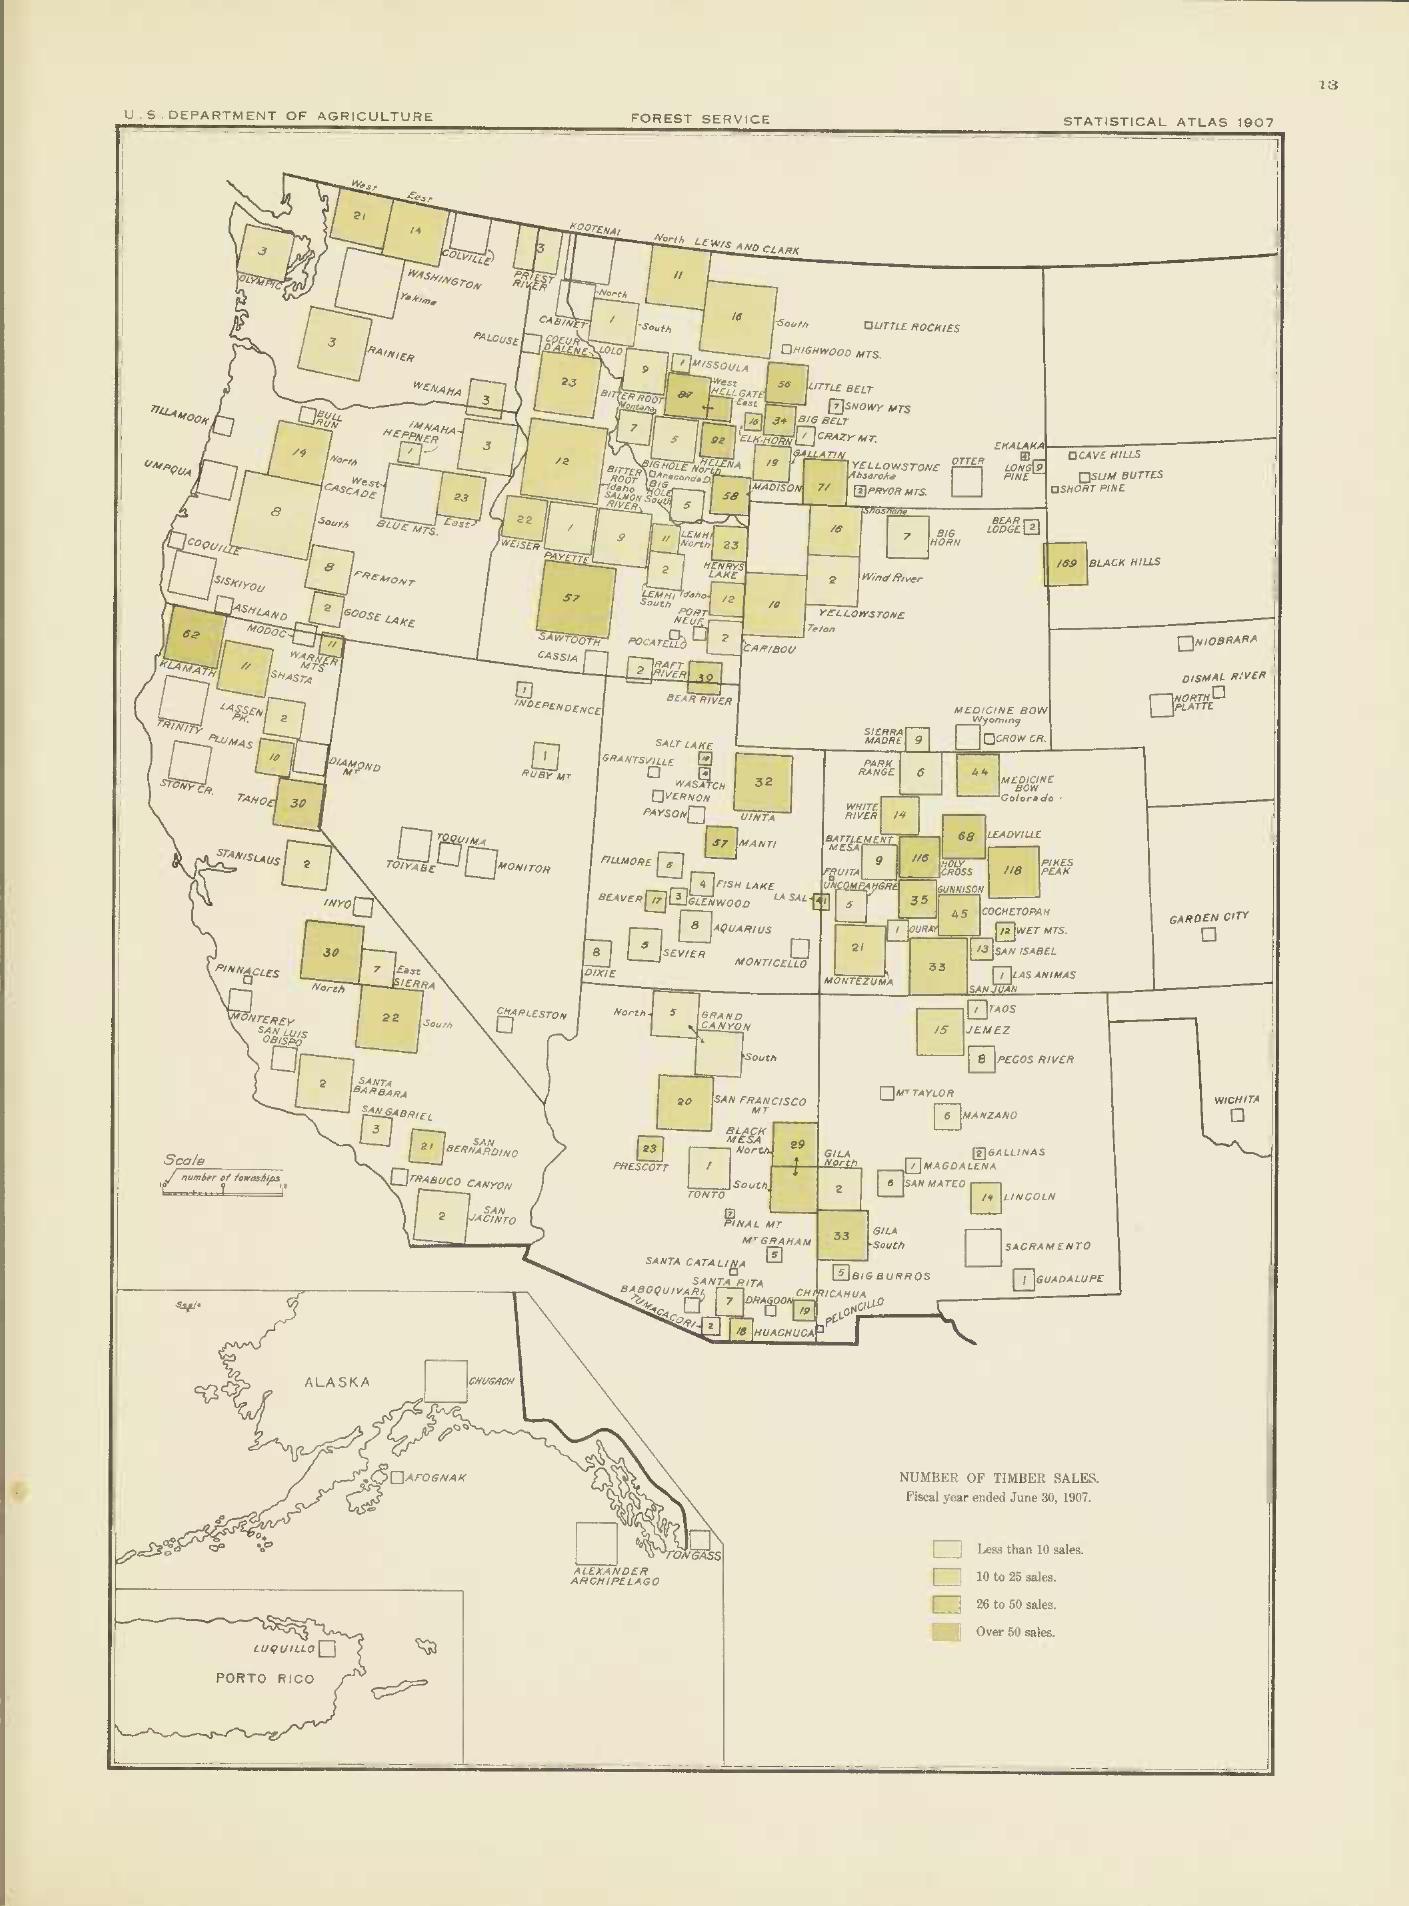 13
U.S. DEPARTMENT OF AGRICULTURE
FOREST SERVICE
STATISTICAL ATLAS 1907
West
21
East
14
WASHINGTON
3
OLYMPIC
COLVILLE
Yakima
3
RAINIER
3
PRIEST
RIVER
KOOTENAI
North
CABINET
North LEWIS AND CLARK
11
16
South
1
South
LOLO
PALOUSE
COEUR
D'ALENE
23
LITTLE ROCKIES
HIGHWOOD MTS.
9
1
MISSOULA
BITTER ROOT
Montana
7
87
West
HELLGATE
East
56
LITTLE BELT
7
SNOWY MTS
16
ELKHORN
34
BIG BELT
1
CRAZY MT.
5
BIG HOLE North
Anaconda D.
92
HELENA
19
GALLATIN
MADISON
71
YELLOWSTONE
Absaroka
2
PRYOR MTS.
OTTER
EKALAKA
LONG
PINE
9
CAVE HILLS
SLIM BUTTES
SHORT PINE
WENAHA
3
TILLAMOOK
BULL
RUN
IMNAHA
HEPPNER
1
3
UMPQUA
14
North
CASCADE
8
South
West
BLUE MTS.
23
East
12
BITTER
ROOT
Idaho
SALMON
RIVER
BIG
HOLE
South
5
58
22
WEISER
1
PAYETTE
9
11
LEMHI
North
23
HENRYS
LAKE
Shoshone
16
7
BIG
HORN
BEAR
LODGE
2
COQUILLE
SISKIYOU
8
FREMONT
57
SAWTOOTH
2
LEMHI
South
Idaho
12
10
Teton
2
Wind River
YELLOWSTONE
169
BLACK HILLS
ASHLAND
2
GOOSE LAKE
MODOC
WARNER
MTS
11
PORT
NEUF
POCATELLO
2
CARIBOU
62
KLAMATH
11
SHASTA
CASSIA
2
RAFT
RIVER
39
BEAR RIVER
NIOBRARA
DISMAL RIVER
NORTH
PLATTE
TRINITY
LASSEN
PK.
2
1
INDEPENDENCE
PLUMAS
10
DIAMOND
MT
STONY CR.
1
RUBY MT
SALT LAKE
GRANTSVILLE
WASATCH
VERNON
PAYSON
32
UINTA
SIERRA
MADRE
9
MEDICINE BOW
Wyoming
CROW CR.
PARK
RANGE
6
44
MEDICINE
BOW
Colorado
TAHOE
30
WHITE
RIVER
14
STANISLAUS
2
TOIYABE
TOQUIMA
MONITOR
57
MANTI
BATTLEMENT
MESA
9
116
HOLY
CROSS
68
LEADVILLE
118
PIKES
PEAK
FILLMORE
6
4
FISH LAKE
FRUITA
UNCOMPAHGRE
5
35
GUNNISON
45
COCHETOPAH
INYO
BEAVER
17
3
GLENWOOD
LA SAL
GARDEN CITY
8
AQUARIUS
1
OURAY
12
WET MTS.
30
North
7
East
SIERRA
8
DIXIE
5
SEVIER
MONTICELLO
21
MONTEZUMA
33
SAN JUAN
13
SAN ISABEL
1
LAS ANIMAS
PINNACLES
MONTEREY
22
South
CHARLESTON
North
5
GRAND
CANYON
South
1
TAOS
15
JEMEZ
SAN LUIS
OBISPO
8
PECOS RIVER
2
SANTA
BARBARA
20
SAN FRANCISCO
MT
MT TAYLOR
6
MANZANO
WICHITA
SAN GABRIEL
3
21
SAN
BERNARDINO
23
PRESCOTT
BLACK
MESA
North
29
South
1
TONTO
GILA
North
2
2
GALLINAS
1
MAGDALENA
6
SAN MATEO
14
LINCOLN
Scale
number of townships
TRABUCO CANYON
2
SAN
JACINTO
PINAL MT
MT GRAHAM
5
33
GILA
South
SACRAMENTO
SANTA CATALINA
5
BIG BURROS
1
GUADALUPE
SANTA RITA
BABOQUIVARI
7
DRAGOON
CHIRICAHUA
19
TUMACACORI
2
18
HUACHUCA
PELONCILLO
ALASKA
CHUGACH
AFOGNAK
ALEXANDER
ARCHIPELAGO
TONGASS
NUMBER OF TIMBER SALES.
Fiscal year ended June 30, 1907.
Less than 10 sales.
10 to 25 sales.
26 to 50 sales.
Over 50 sales.
LUQUILLO
PORTO RICO